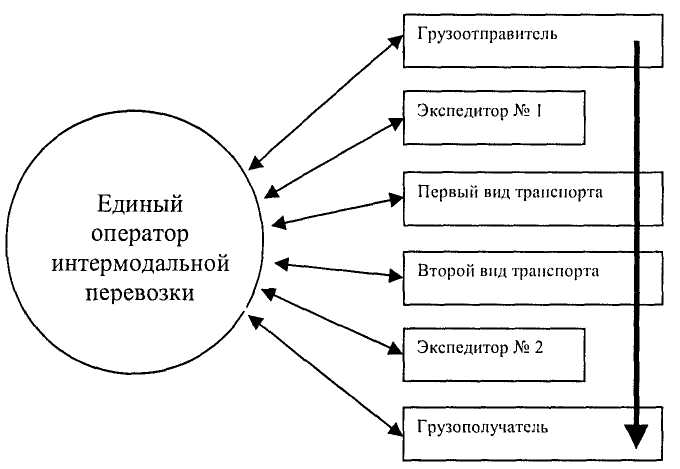 Грузоотправитель
Экспедитор № 1
Единый
оператор
интермодальной
перевозки
Первый вид транспорта
Второй вид транспорта
Экспедитор № 2
Грузополучатель